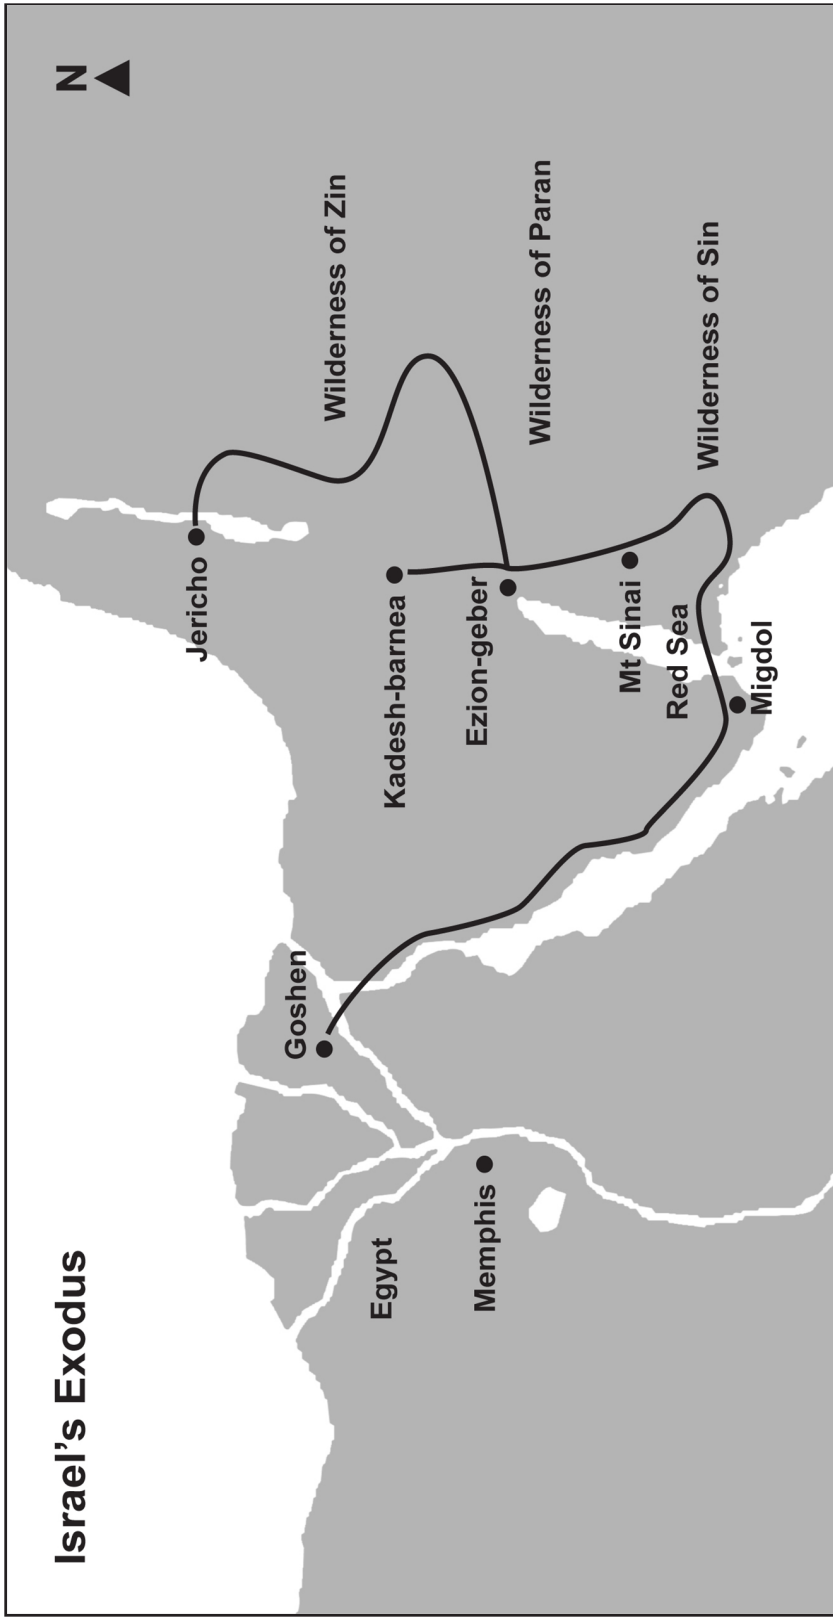 Israel's Exodus
N
Jericho
Goshen
Wilderness of Zin
Egypt
Kadesh-barnea
Memphis
Ezion-geber
Wilderness of Paran
Mt Sinai
Red Sea
Wilderness of Sin
Migdol